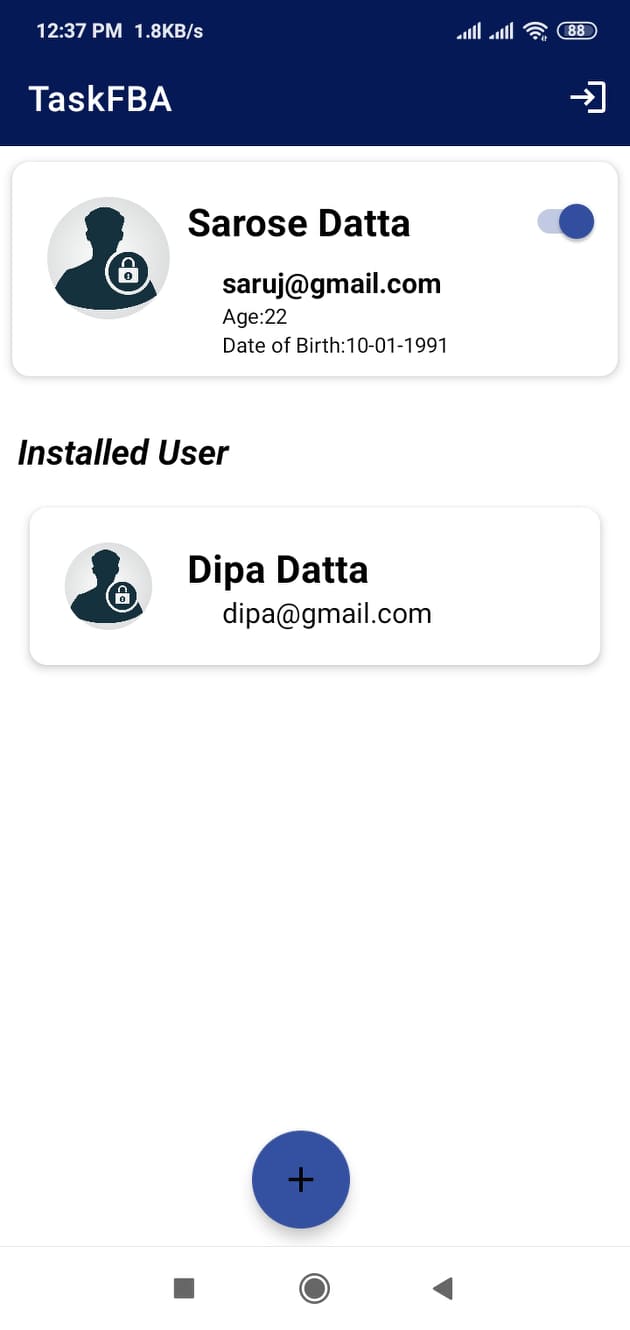 12:37 PM 1.8KB/s 88
TaskFBA
Sarose Datta
saruj@gmail.com
Age:22
Date of Birth:10-01-1991
Installed User
Dipa Datta
dipa@gmail.com
+